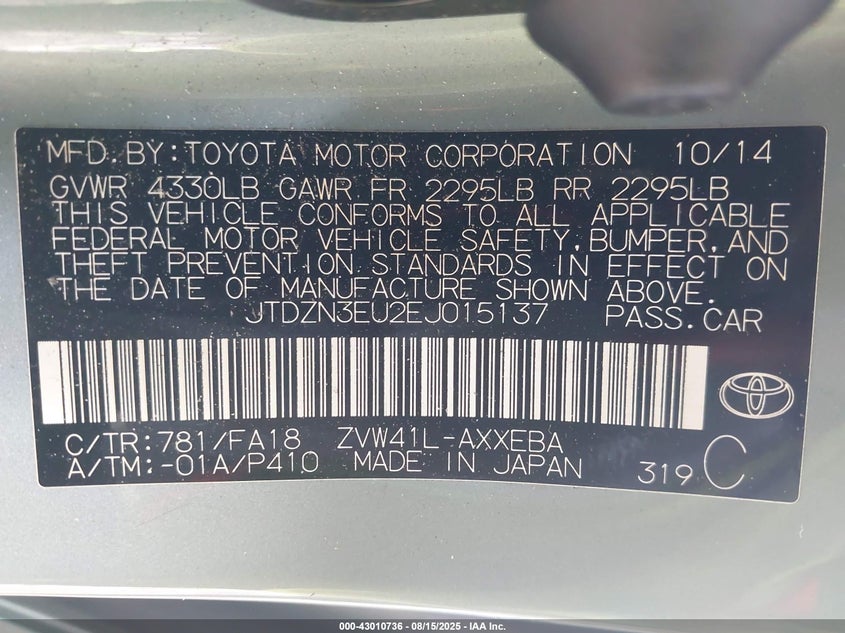 MFD.BY:TOYOTA MOTOR CORPORATION 10/14
GVWR 4330LB GAWR FR 2295LB RR 2295LB
THIS VEHICLE CONFORMS TO ALL APPLICABLE
FEDERAL MOTOR VEHICLE SAFETY,BUMPER,AND
THEFT PREVENTION STANDARDS IN EFFECT ON
THE DATE OF MANUFACTURE SHOWN ABOVE.
JTDZN3EU2EJ015137 PASS.CAR
C/TR:781/FA18 ZVW41L-AXXEBA
A/TM:-01A/P410 MADE IN JAPAN 319 C
000-43010736 - 08/15/2025 - IAA Inc.